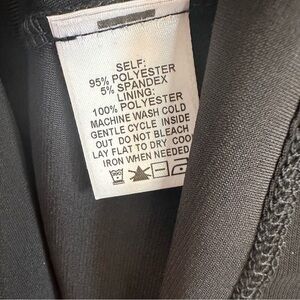 SELF:
95% POLYESTER
5% SPANDEX
LINING:
100% POLYESTER
MACHINE WASH COLD
GENTLE CYCLE INSIDE
OUT DO NOT BLEACH
LAY FLAT TO DRY COOL
IRON WHEN NEEDED